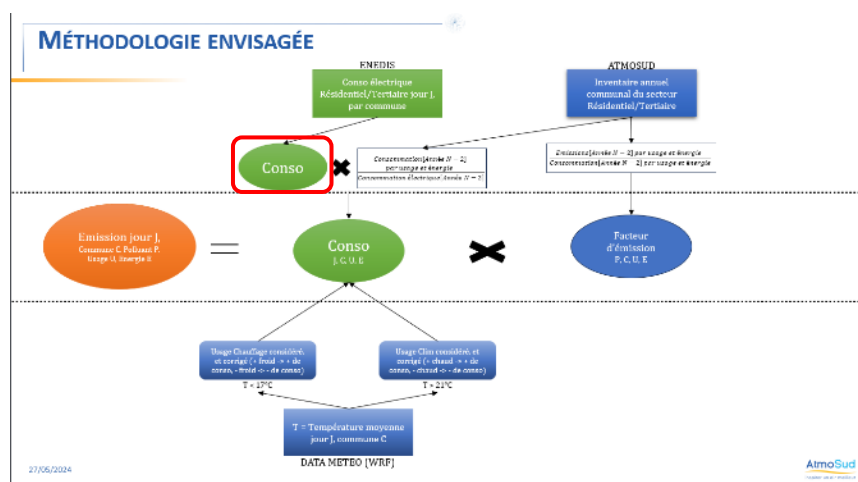 MÉTHODOLOGIE ENVISAGÉE
ENEDIS
ATMOSUD
Conso électrique
Résidentiel/Tertiaire jour J,
par commune
Inventaire annuel
communal du secteur
Résidentiel/Tertiaire
Conso
Consommation[Année N − 2]
par usage et énergie
Consommation électrique[Année N − 2]
Emissions[Année N − 2] par usage et énergie
Consommation[Année N − 2] par usage et énergie
Emission jour J,
Commune C, Polluant P,
Usage U, Energie E
=
Conso
J, C, U, E
Facteur
d'émission
P, C, U, E
Usage Chauffage considéré,
et corrigé (+ froid -> + de
conso, - froid -> - de conso)
T < 17°C
Usage Clim considéré, et
corrigé (+ chaud -> + de
conso, - chaud -> - de conso)
T > 21°C
T = Température moyenne
jour J, commune C
DATA METEO (WRF)
27/05/2024
AtmoSud